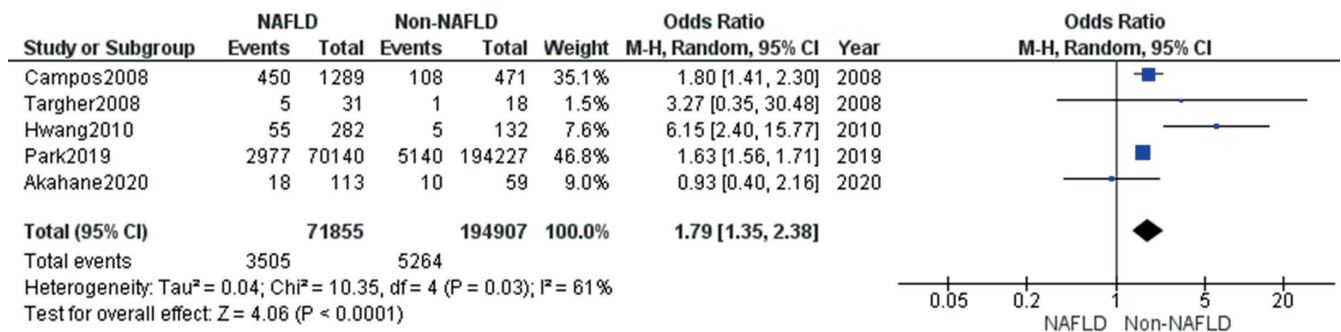 NAFLD Non-NAFLD Odds Ratio Odds Ratio
Study or Subgroup Events Total Events Total Weight M-H, Random, 95% CI Year M-H, Random, 95% CI
Campos2008 450 1289 108 471 35.1% 1.80 [1.41, 2.30] 2008
Targher2008 5 31 1 18 1.5% 3.27 [0.35, 30.48] 2008
Hwang2010 55 282 5 132 7.6% 6.15 [2.40, 15.77] 2010
Park2019 2977 70140 5140 194227 46.8% 1.63 [1.56, 1.71] 2019
Akahane2020 18 113 10 59 9.0% 0.93 [0.40, 2.16] 2020
Total (95% CI) 71855 194907 100.0% 1.79 [1.35, 2.38]
Total events 3505 5264
Heterogeneity: Tau² = 0.04; Chi² = 10.35, df = 4 (P = 0.03); I² = 61%
Test for overall effect: Z = 4.06 (P < 0.0001)
0.05 0.2 1 5 20
NAFLD Non-NAFLD